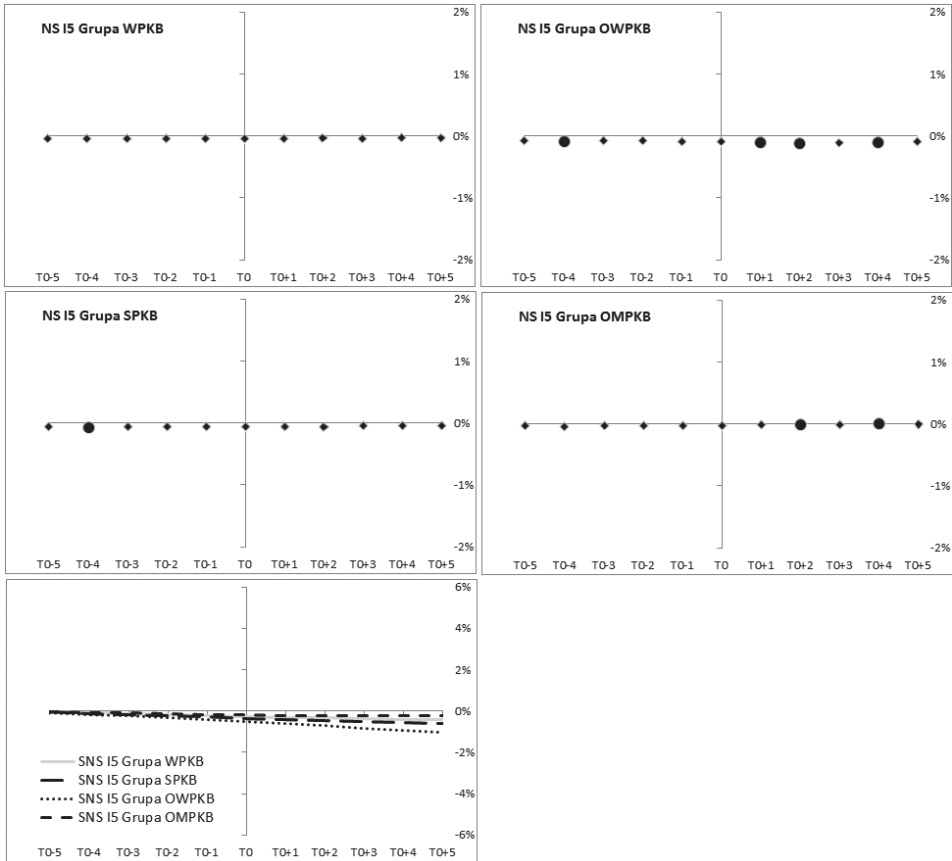 NS I5 Grupa WPKB
2%
1%
0%
-1%
-2%
T0-5 T0-4 T0-3 T0-2 T0-1 T0 T0+1 T0+2 T0+3 T0+4 T0+5
NS I5 Grupa OWPKB
2%
1%
0%
-1%
-2%
T0-5 T0-4 T0-3 T0-2 T0-1 T0 T0+1 T0+2 T0+3 T0+4 T0+5
NS I5 Grupa SPKB
2%
1%
0%
-1%
-2%
T0-5 T0-4 T0-3 T0-2 T0-1 T0 T0+1 T0+2 T0+3 T0+4 T0+5
NS I5 Grupa OMPKB
2%
1%
0%
-1%
-2%
T0-5 T0-4 T0-3 T0-2 T0-1 T0 T0+1 T0+2 T0+3 T0+4 T0+5
6%
4%
2%
0%
-2%
-4%
-6%
SNS I5 Grupa WPKB
SNS I5 Grupa SPKB
SNS I5 Grupa OWPKB
SNS I5 Grupa OMPKB
T0-5 T0-4 T0-3 T0-2 T0-1 T0 T0+1 T0+2 T0+3 T0+4 T0+5